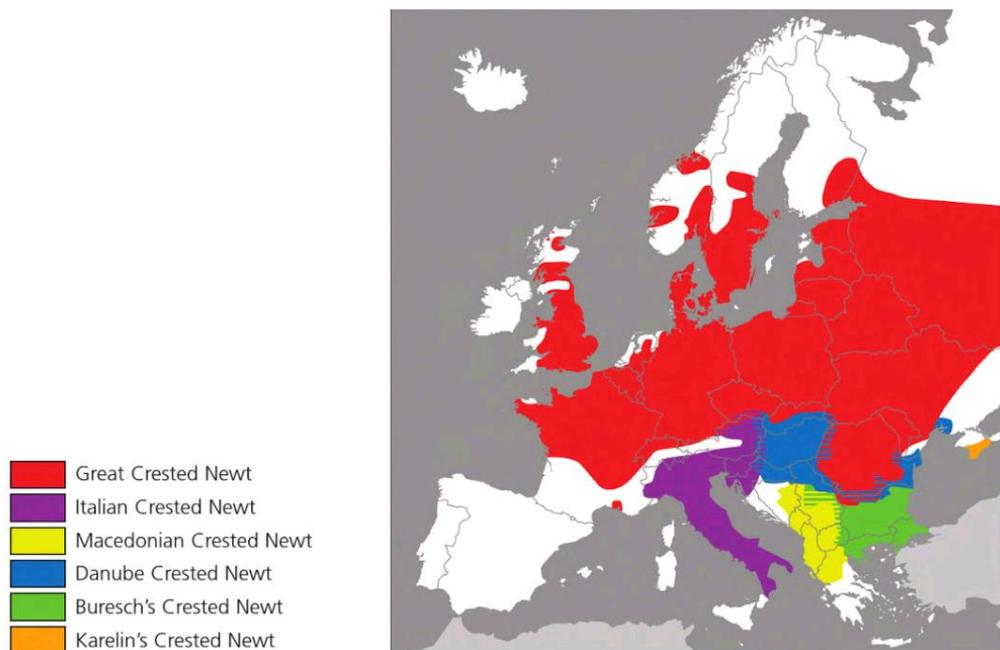 Great Crested Newt
Italian Crested Newt
Macedonian Crested Newt
Danube Crested Newt
Buresch's Crested Newt
Karelin's Crested Newt